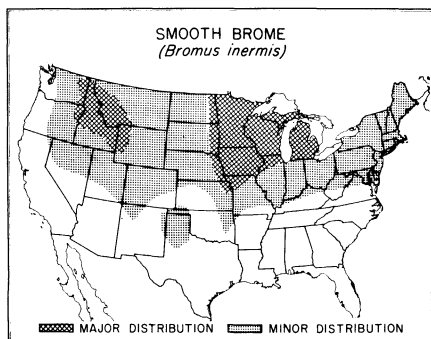 SMOOTH BROME
(Bromus inermis)
MAJOR DISTRIBUTION MINOR DISTRIBUTION